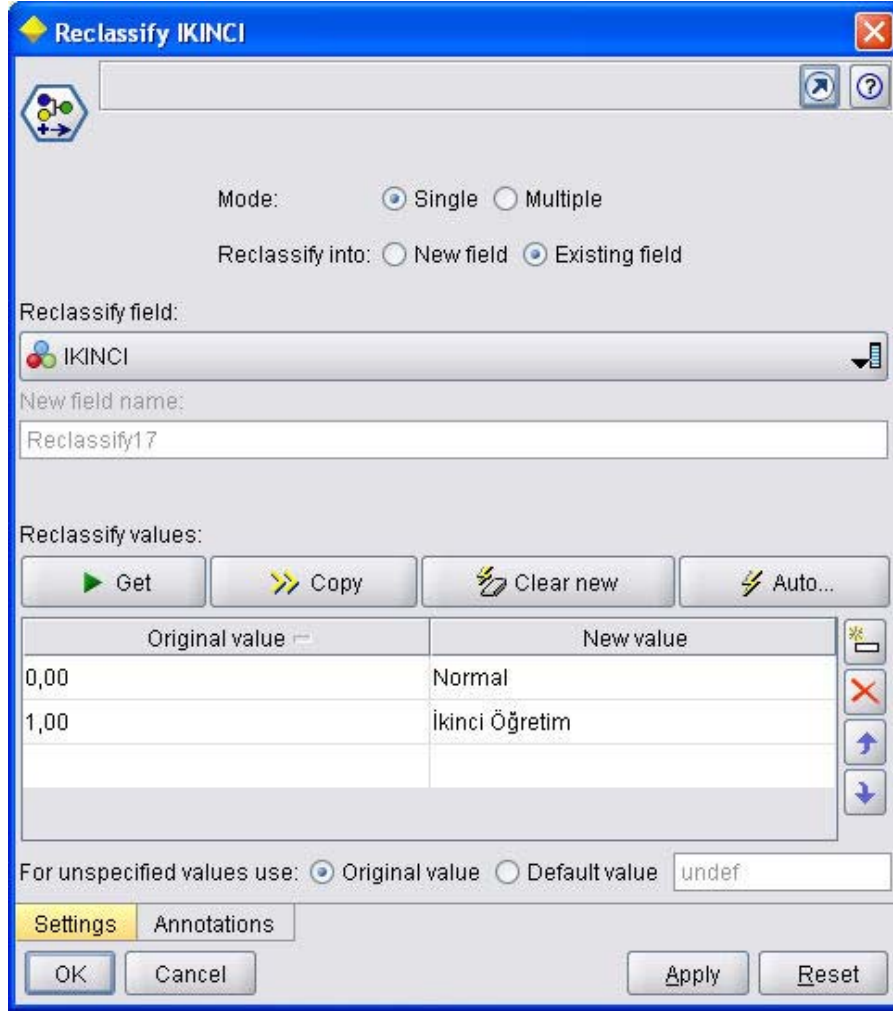 Reclassify IKINCI
Mode: Single Multiple
Reclassify into: New field Existing field
Reclassify field:
IKINCI
New field name:
Reclassify17
Reclassify values:
Get Copy Clear new Auto...
Original value New value
0,00 Normal
1,00 İkinci Öğretim
For unspecified values use: Original value Default value undef
Settings Annotations
OK Cancel Apply Reset